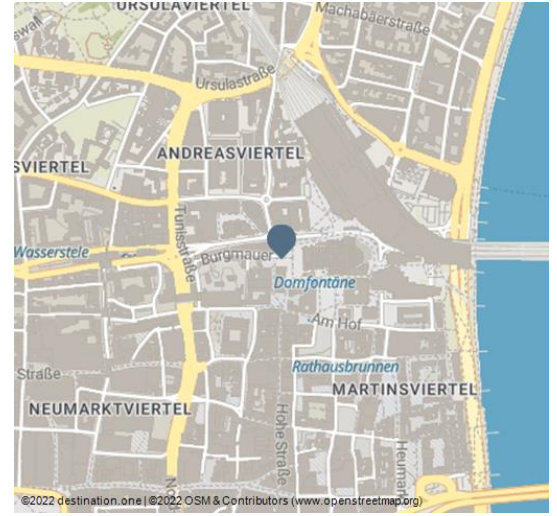 URSULAVIERTEL
Machabäerstraße
Ursulastraße
ANDREASVIERTEL
SVIERTEL
Tunisstraße
Wasserstele
Burgmauer
Domfontäne
Am Hof
Rathausbrunnen
Straße
MARTINSVIERTEL
NEUMARKTVIERTEL
Hohe Straße
Heumarkt
©2022 destination.one | ©2022 OSM & Contributors (www.openstreetmap.org)